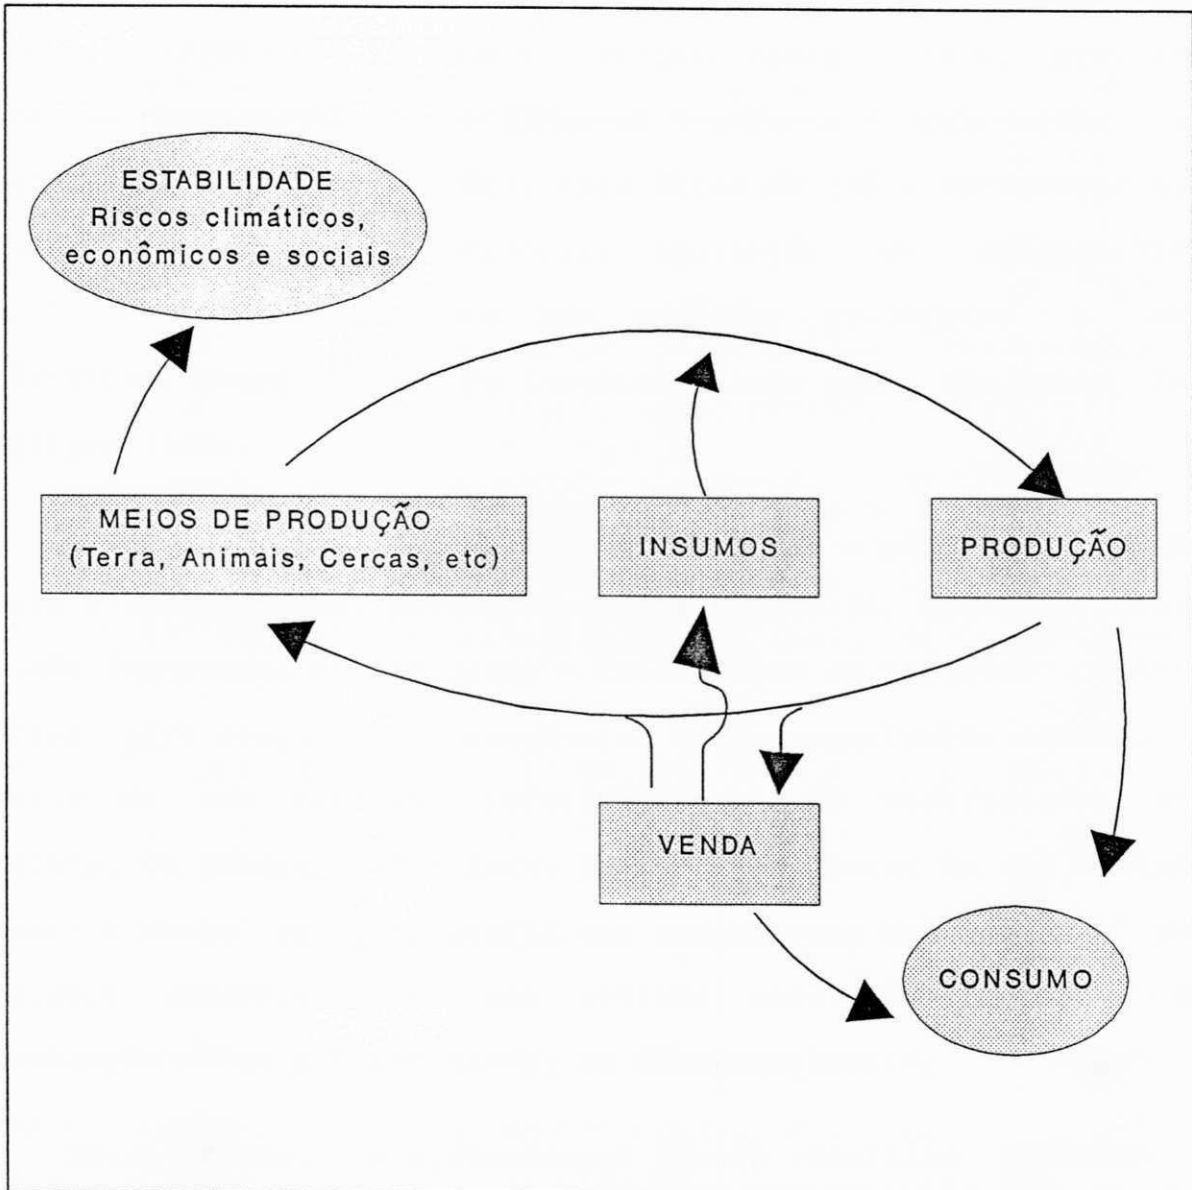 ESTABILIDADE
Riscos climáticos,
econômicos e sociais
MEIOS DE PRODUÇÃO
(Terra, Animais, Cercas, etc)
INSUMOS
PRODUÇÃO
VENDA
CONSUMO